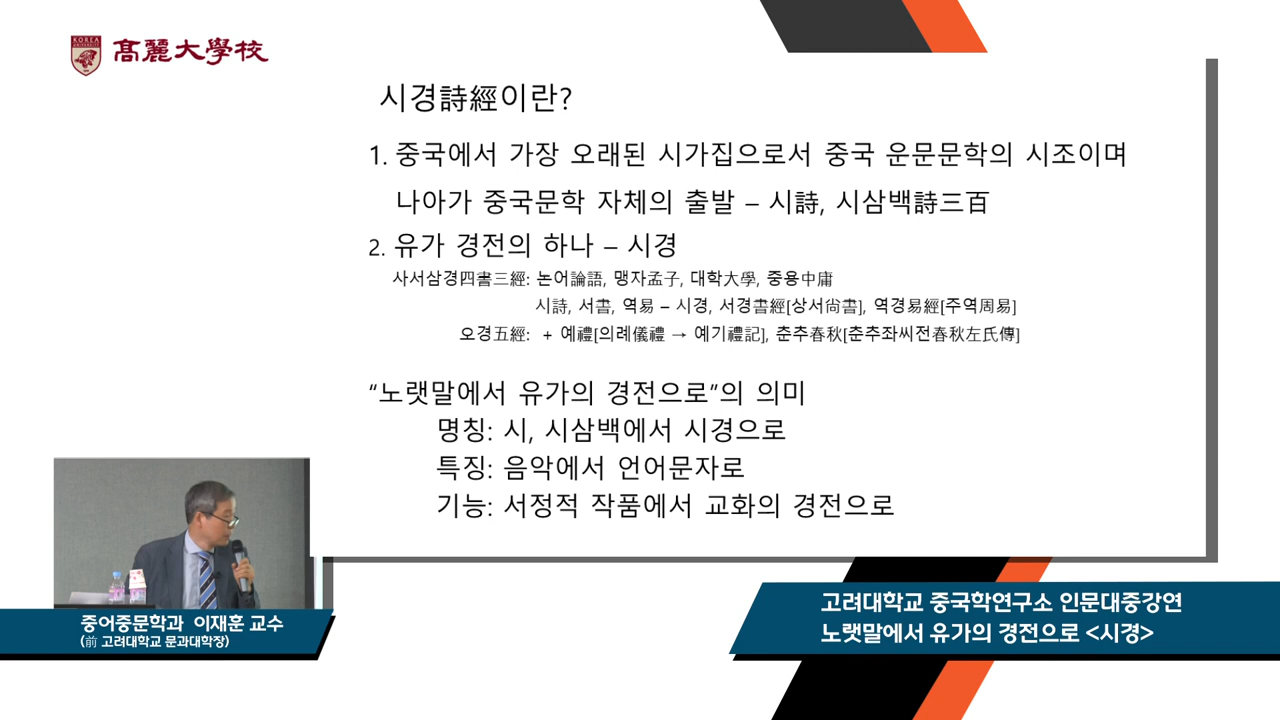 KOREA
UNIVERSITY
髙麗大學校
시경詩經이란?
1. 중국에서 가장 오래된 시가집으로서 중국 운문문학의 시조이며
나아가 중국문학 자체의 출발 – 시詩, 시삼백詩三百
2. 유가 경전의 하나 – 시경
사서삼경四書三經: 논어論語, 맹자孟子, 대학大學, 중용中庸
시詩, 서書, 역易 – 시경, 서경書經[상서尙書], 역경易經[주역周易]
오경五經: + 예禮[의례儀禮 → 예기禮記], 춘추春秋[춘추좌씨전春秋左氏傳]
“노랫말에서 유가의 경전으로”의 의미
명칭: 시, 시삼백에서 시경으로
특징: 음악에서 언어문자로
기능: 서정적 작품에서 교화의 경전으로
중어중문학과 이재훈 교수
(前 고려대학교 문과대학장)
고려대학교 중국학연구소 인문대중강연
노랫말에서 유가의 경전으로 <시경>